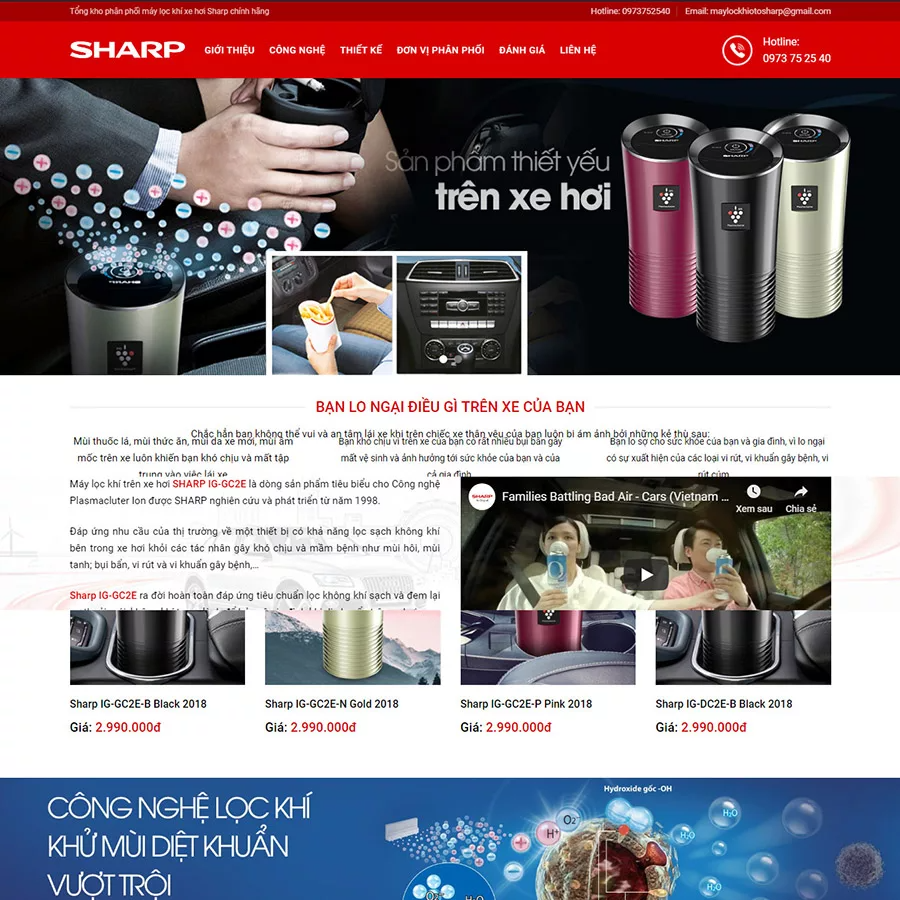 Tổng kho phân phối máy lọc khí xe hơi Sharp chính hãng
Hotline: 0973752540
Email: maylockhiotosharp@gmail.com
SHARP
GIỚI THIỆU
CÔNG NGHỆ
THIẾT KẾ
ĐƠN VỊ PHÂN PHỐI
ĐÁNH GIÁ
LIÊN HỆ
Hotline:
0973 75 25 40
Sản phẩm thiết yếu
trên xe hơi
SHARP
BẠN LO NGẠI ĐIỀU GÌ TRÊN XE CỦA BẠN
Chắc hẳn bạn không thể vui và an tâm lái xe khi trên chiếc xe thân yêu của bạn luôn bị ám ảnh bởi những kẻ thù sau:
Mùi thuốc lá, mùi thức ăn, mùi da xe mới, mùi ẩm
mốc trên xe luôn khiến bạn khó chịu và mất tập
trung vào việc lái xe
Bạn khó chịu vì trên xe của bạn có rất nhiều bụi bẩn gây
mất vệ sinh và ảnh hưởng tới sức khỏe của bạn và của
cả gia đình
Bạn lo sợ cho sức khỏe của bạn và gia đình, vì lo ngại
có sự xuất hiện của các loại vi rút, vi khuẩn gây bệnh, vi
rút cúm
Máy lọc khí trên xe hơi SHARP IG-GC2E là dòng sản phẩm tiêu biểu cho Công nghệ
Plasmacluter Ion được SHARP nghiên cứu và phát triển từ năm 1998.
Đáp ứng nhu cầu của thị trường về một thiết bị có khả năng lọc sạch không khí
bên trong xe hơi khỏi các tác nhân gây khó chịu và mầm bệnh như mùi hôi, mùi
tanh; bụi bẩn, vi rút và vi khuẩn gây bệnh,...
Sharp IG-GC2E ra đời hoàn toàn đáp ứng tiêu chuẩn lọc không khí sạch và đem lại
SHARP
Families Battling Bad Air - Cars (Vietnam ...
Xem sau
Chia sẻ
Sharp IG-GC2E-B Black 2018
Giá: 2.990.000đ
Sharp IG-GC2E-N Gold 2018
Giá: 2.990.000đ
Sharp IG-GC2E-P Pink 2018
Giá: 2.990.000đ
Sharp IG-DC2E-B Black 2018
Giá: 2.990.000đ
CÔNG NGHỆ LỌC KHÍ
KHỬ MÙI DIỆT KHUẨN
VƯỢT TRỘI
Hydroxide gốc -OH
H₂O
O₂⁻
H⁺
H₂O
H₂O
H₂O
O₂⁻
H₂O